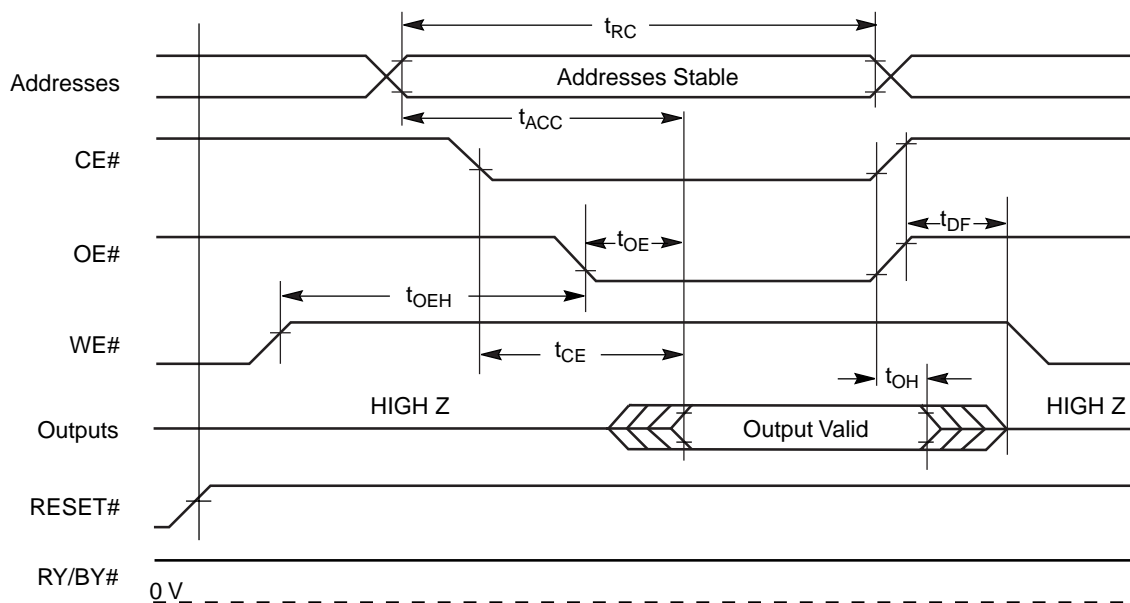 tRC
Addresses
Addresses Stable
tACC
CE#
tDF
OE#
tOE
tOEH
WE#
tCE
tOH
HIGH Z
HIGH Z
Outputs
Output Valid
RESET#
RY/BY#
0 V